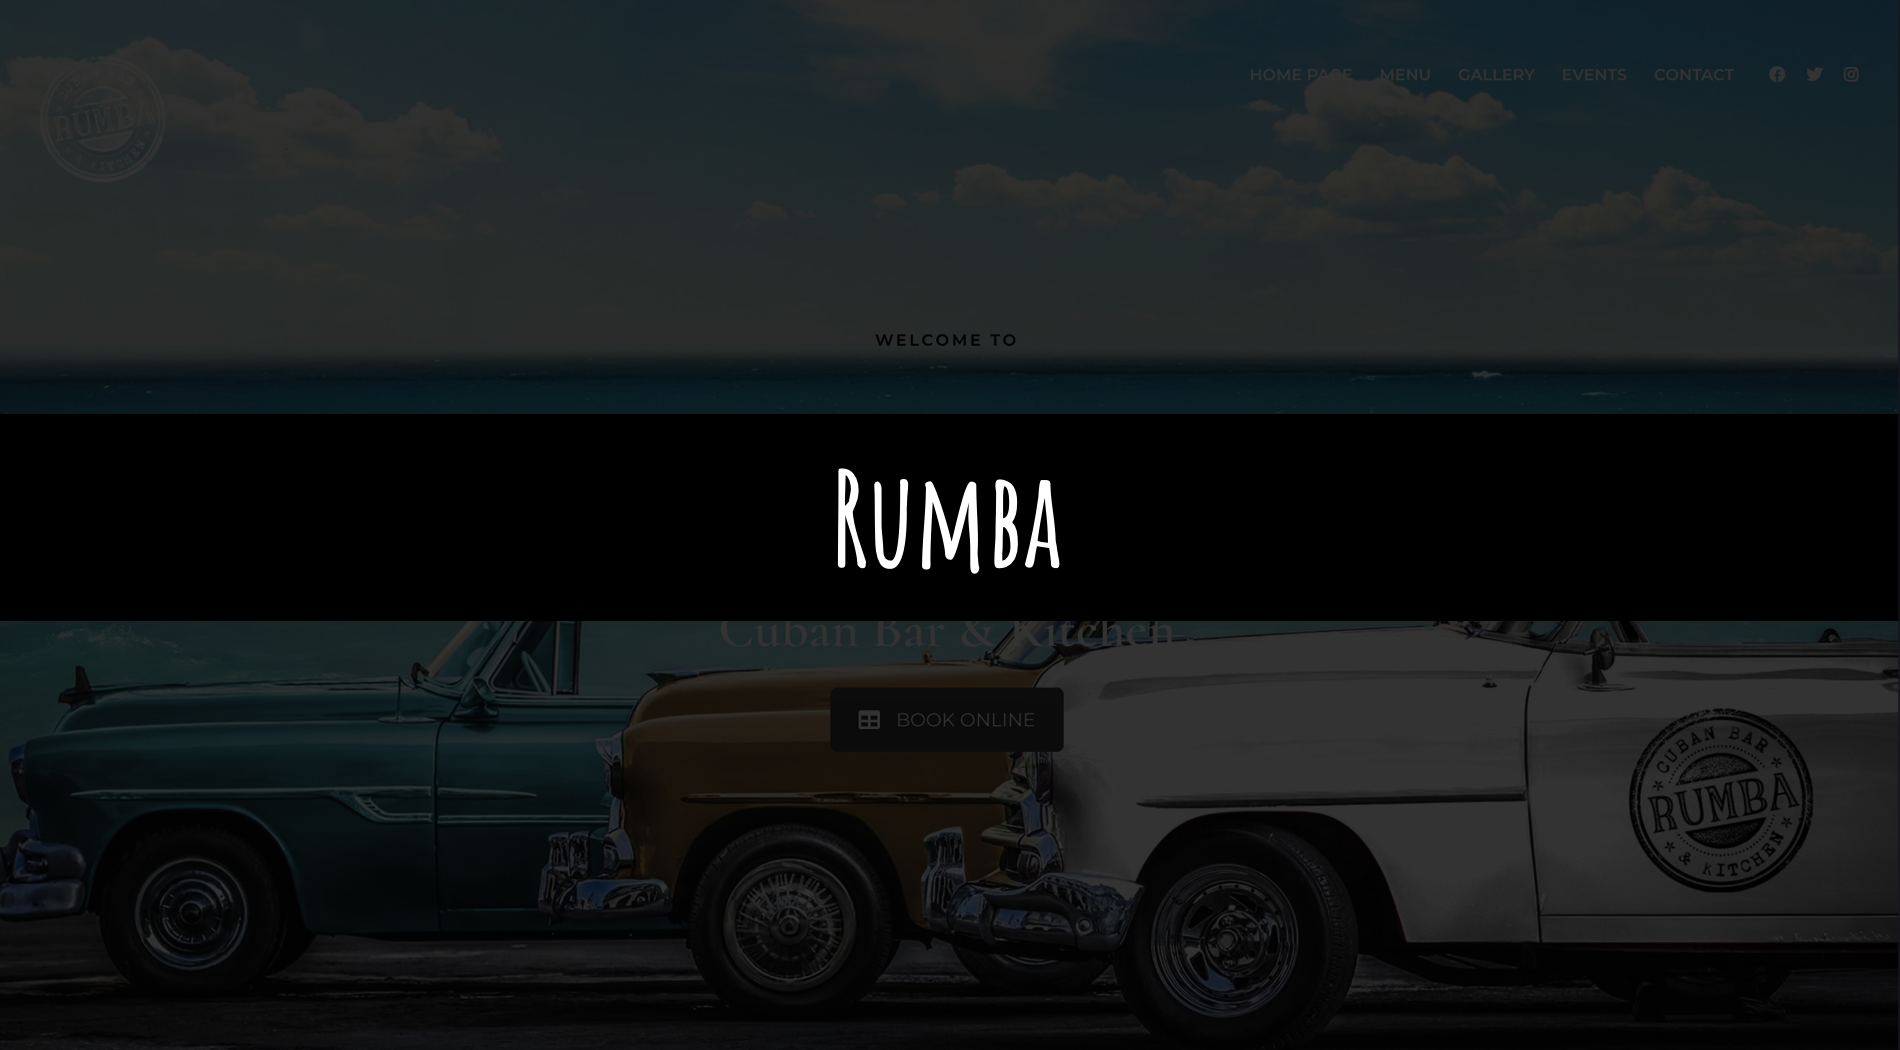 RUMBA
& KITCHEN
HOME PAGE MENU GALLERY EVENTS CONTACT
WELCOME TO
RUMBA
Cuban Bar & Kitchen
BOOK ONLINE
CUBAN BAR
RUMBA
& KITCHEN